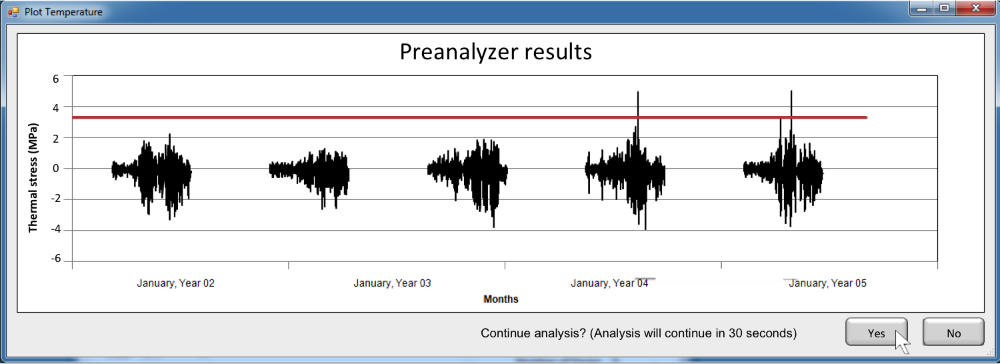 Plot Temperature
Preanalyzer results
Thermal stress (MPa)
6
4
2
0
-2
-4
-6
January, Year 02
January, Year 03
January, Year 04
January, Year 05
Months
Continue analysis? (Analysis will continue in 30 seconds)
Yes
No